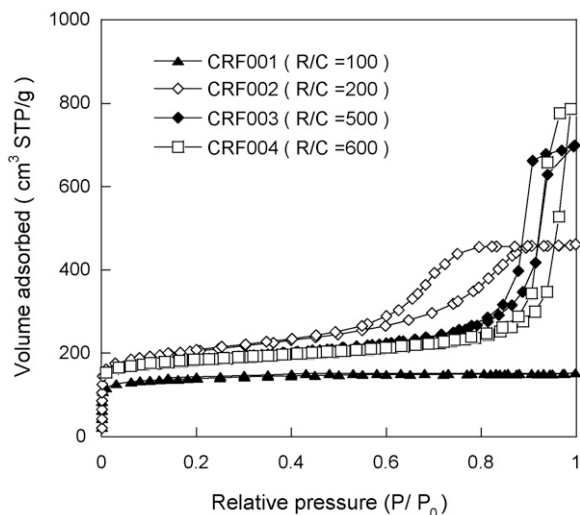 1000
800
600
400
200
0
Volume adsorbed ( cm³ STP/g )
CRF001 ( R/C =100 )
CRF002 ( R/C =200 )
CRF003 ( R/C =500 )
CRF004 ( R/C =600 )
0 0.2 0.4 0.6 0.8 1
Relative pressure (P/ P₀)